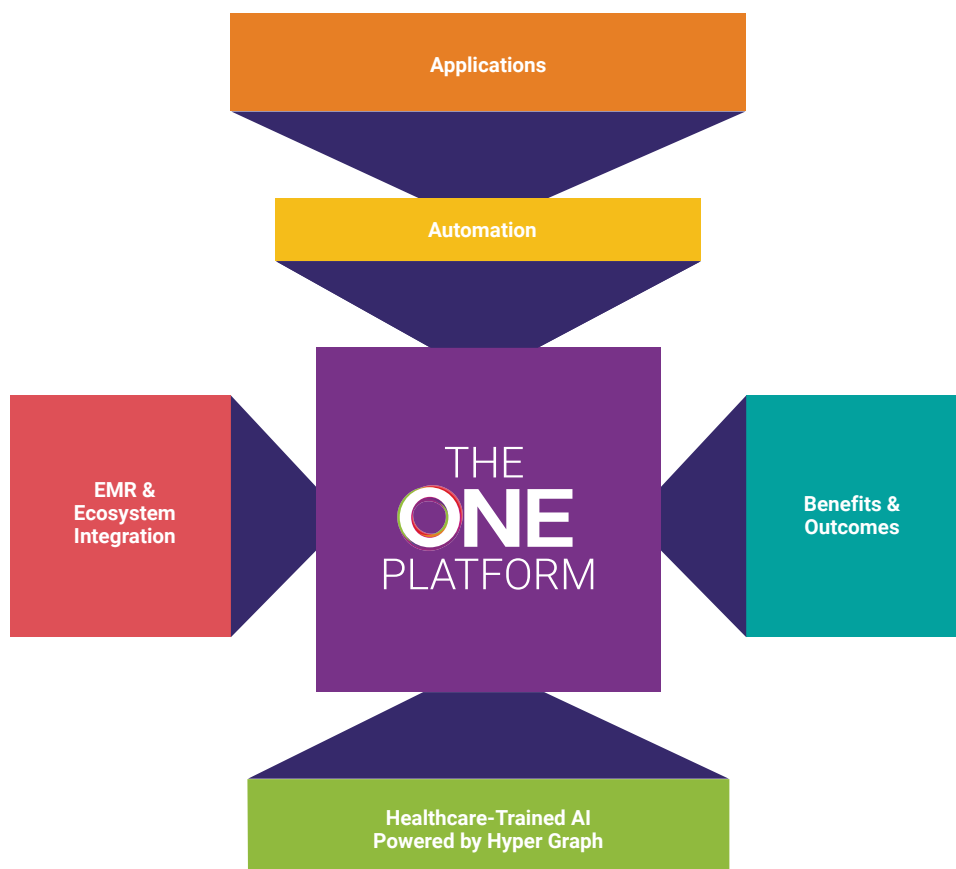 Applications
Automation
EMR &
Ecosystem
Integration
THE
ONE
PLATFORM
Benefits &
Outcomes
Healthcare-Trained AI
Powered by Hyper Graph